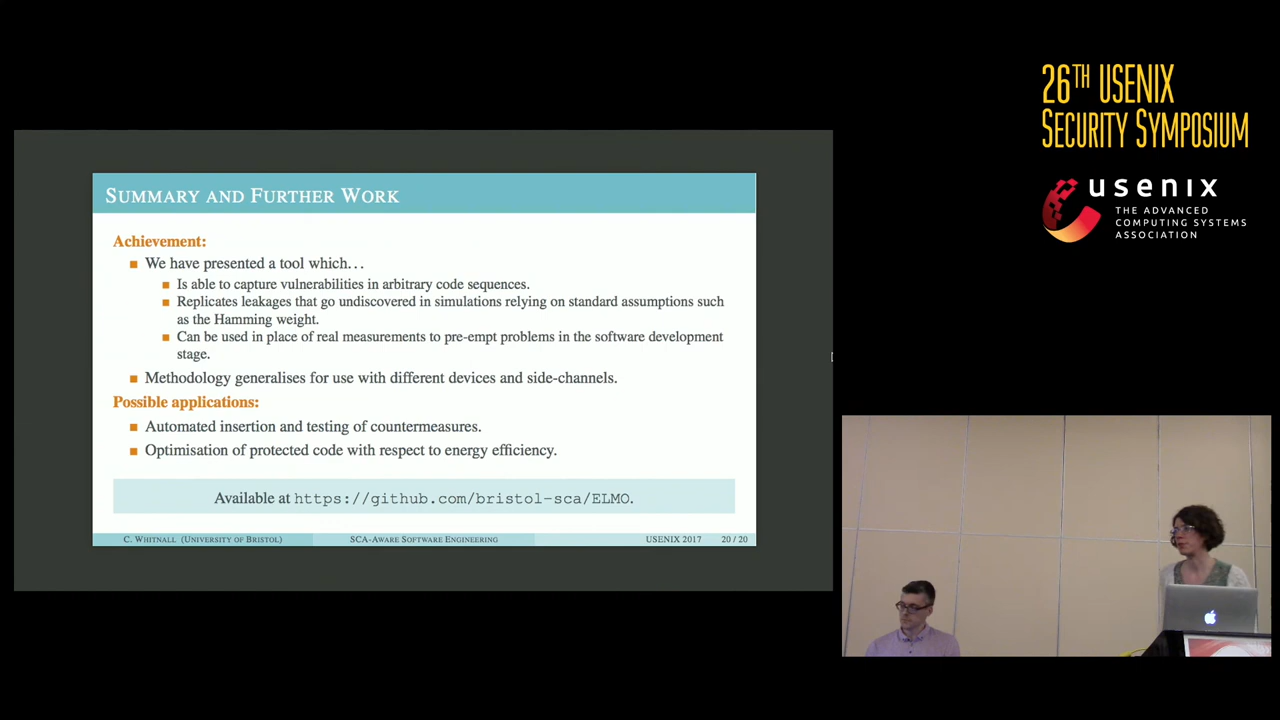 26TH USENIX
SECURITY SYMPOSIUM
usenix
THE ADVANCED
COMPUTING SYSTEMS
ASSOCIATION
SUMMARY AND FURTHER WORK
Achievement:
We have presented a tool which…
Is able to capture vulnerabilities in arbitrary code sequences.
Replicates leakages that go undiscovered in simulations relying on standard assumptions such
as the Hamming weight.
Can be used in place of real measurements to pre-empt problems in the software development
stage.
Methodology generalises for use with different devices and side-channels.
Possible applications:
Automated insertion and testing of countermeasures.
Optimisation of protected code with respect to energy efficiency.
Available at https://github.com/bristol-sca/ELMO.
C. WHITNALL (UNIVERSITY OF BRISTOL) SCA-AWARE SOFTWARE ENGINEERING USENIX 2017 20 / 20